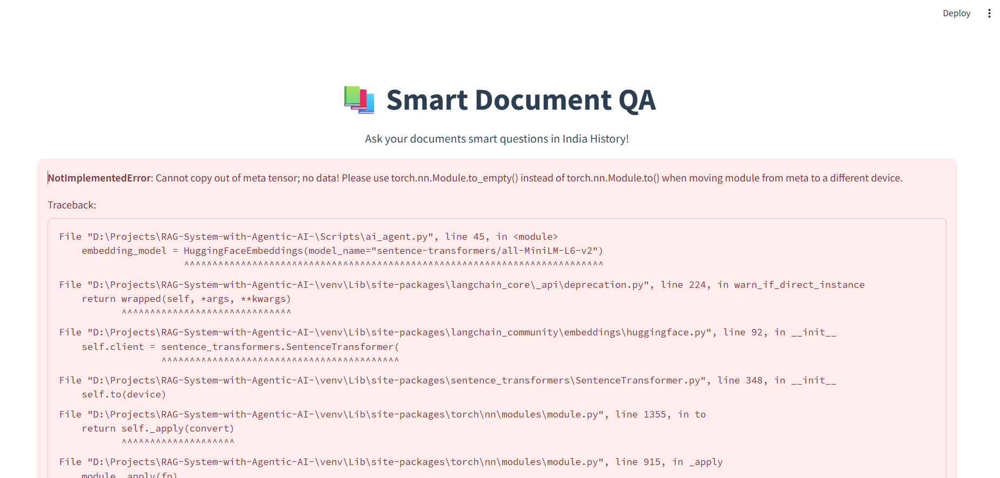 Deploy
Smart Document QA
Ask your documents smart questions in India History!
NotImplementedError: Cannot copy out of meta tensor; no data! Please use torch.nn.Module.to_empty() instead of torch.nn.Module.to() when moving module from meta to a different device.
Traceback:
File "D:\Projects\RAG-System-with-Agentic-AI-\Scripts\ai_agent.py", line 45, in <module>
    embedding_model = HuggingFaceEmbeddings(model_name="sentence-transformers/all-MiniLM-L6-v2")
                      ^^^^^^^^^^^^^^^^^^^^^^^^^^^^^^^^^^^^^^^^^^^^^^^^^^^^^^^^^^^^^^^^^^^^^^^^^^
File "D:\Projects\RAG-System-with-Agentic-AI-\venv\Lib\site-packages\langchain_core\_api\deprecation.py", line 224, in warn_if_direct_instance
    return wrapped(self, *args, **kwargs)
           ^^^^^^^^^^^^^^^^^^^^^^^^^^^^^^
File "D:\Projects\RAG-System-with-Agentic-AI-\venv\Lib\site-packages\langchain_community\embeddings\huggingface.py", line 92, in __init__
    self.client = sentence_transformers.SentenceTransformer(
                  ^^^^^^^^^^^^^^^^^^^^^^^^^^^^^^^^^^^^^^^^^^
File "D:\Projects\RAG-System-with-Agentic-AI-\venv\Lib\site-packages\sentence_transformers\SentenceTransformer.py", line 348, in __init__
    self.to(device)
File "D:\Projects\RAG-System-with-Agentic-AI-\venv\Lib\site-packages\torch\nn\modules\module.py", line 1355, in to
    return self._apply(convert)
           ^^^^^^^^^^^^^^^^^^^^
File "D:\Projects\RAG-System-with-Agentic-AI-\venv\Lib\site-packages\torch\nn\modules\module.py", line 915, in _apply
    module._apply(fn)